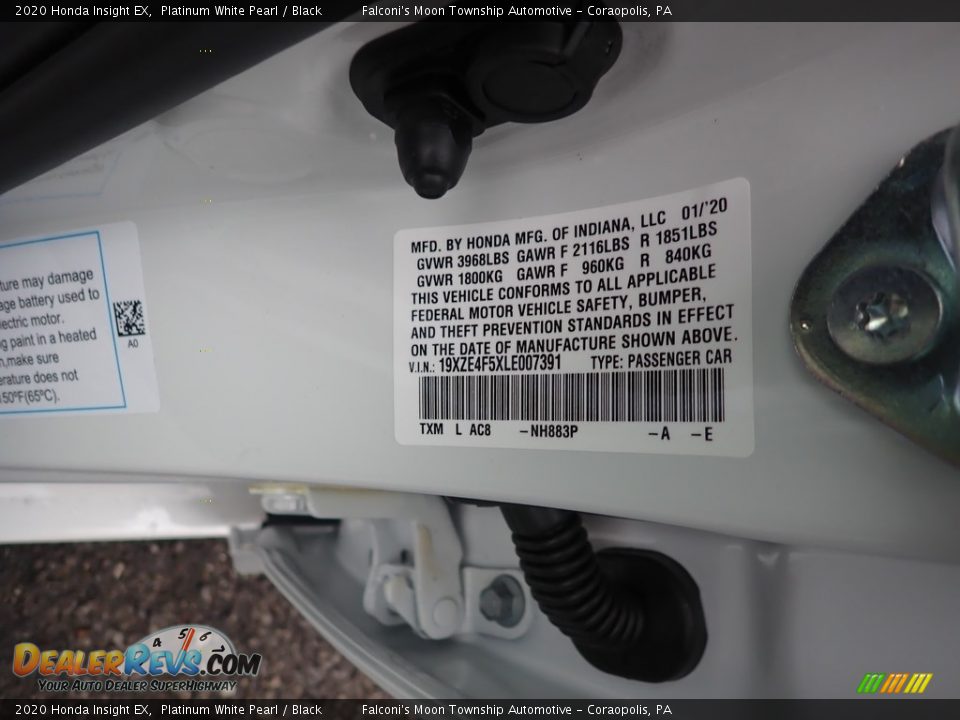 2020 Honda Insight EX, Platinum White Pearl / Black Falconi's Moon Township Automotive - Coraopolis, PA
ture may damage
age battery used to
lectric motor.
g paint in a heated
n,make sure
erature does not
150°F(65°C).
A0
MFD. BY HONDA MFG. OF INDIANA, LLC 01/'20
GVWR 3968LBS GAWR F 2116LBS R 1851LBS
GVWR 1800KG GAWR F 960KG R 840KG
THIS VEHICLE CONFORMS TO ALL APPLICABLE
FEDERAL MOTOR VEHICLE SAFETY, BUMPER,
AND THEFT PREVENTION STANDARDS IN EFFECT
ON THE DATE OF MANUFACTURE SHOWN ABOVE.
V.I.N.: 19XZE4F5XLE007391 TYPE: PASSENGER CAR
TXM L AC8 -NH883P -A -E
4 5 6
DEALERREVS.COM
YOUR AUTO DEALER SUPERHIGHWAY
2020 Honda Insight EX, Platinum White Pearl / Black Falconi's Moon Township Automotive - Coraopolis, PA